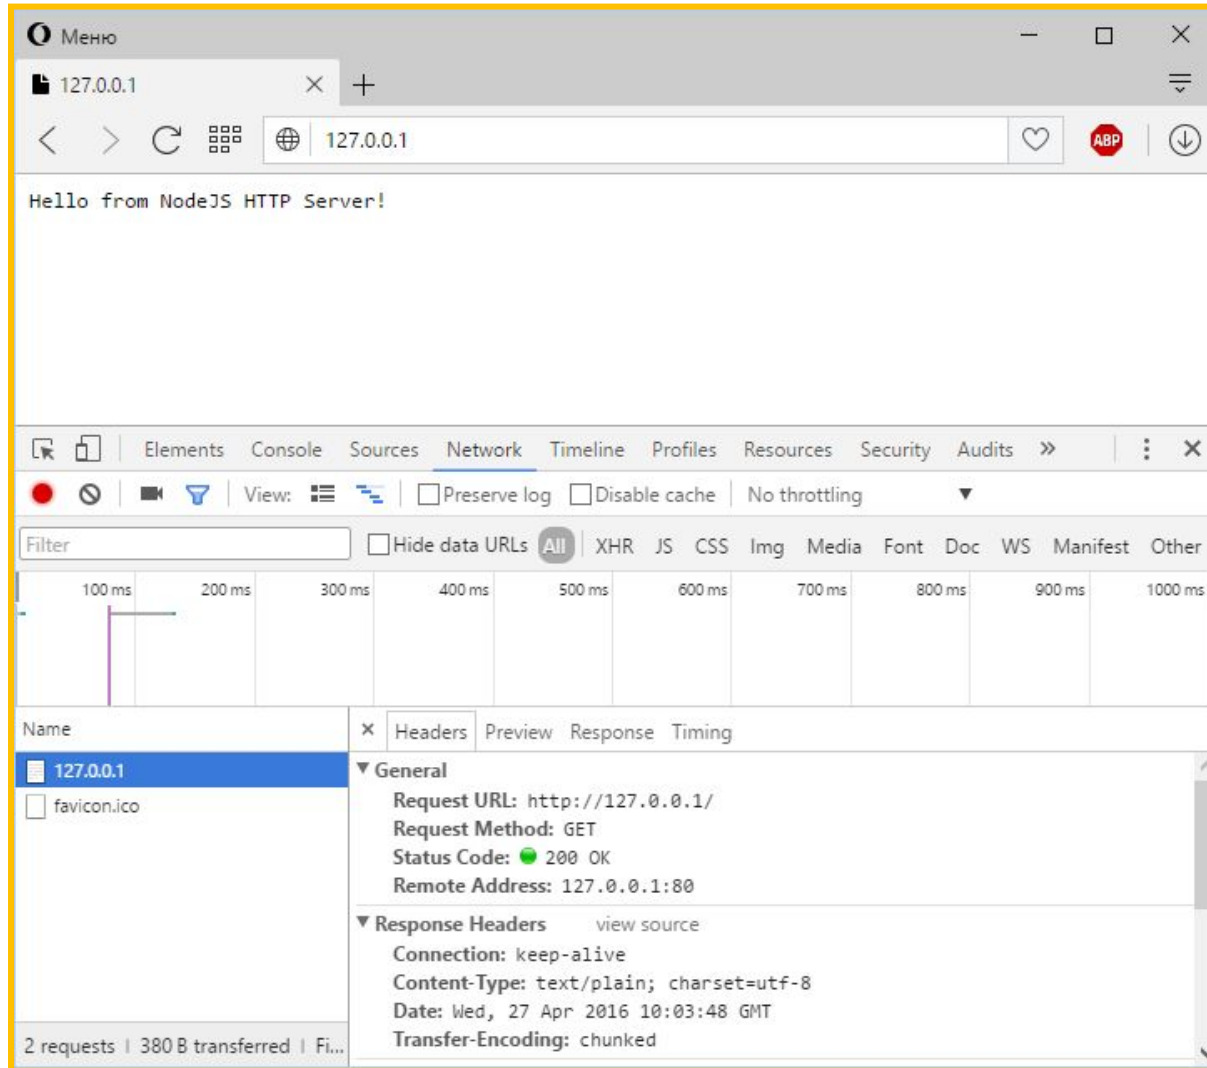 Меню
127.0.0.1
127.0.0.1
ABP
Hello from NodeJS HTTP Server!
Elements Console Sources Network Timeline Profiles Resources Security Audits »
View: Preserve log Disable cache No throttling
Filter Hide data URLs All XHR JS CSS Img Media Font Doc WS Manifest Other
100 ms 200 ms 300 ms 400 ms 500 ms 600 ms 700 ms 800 ms 900 ms 1000 ms
Name
Headers Preview Response Timing
127.0.0.1
favicon.ico
General
Request URL: http://127.0.0.1/
Request Method: GET
Status Code: 200 OK
Remote Address: 127.0.0.1:80
Response Headers view source
Connection: keep-alive
Content-Type: text/plain; charset=utf-8
Date: Wed, 27 Apr 2016 10:03:48 GMT
Transfer-Encoding: chunked
2 requests | 380 B transferred | Fi...